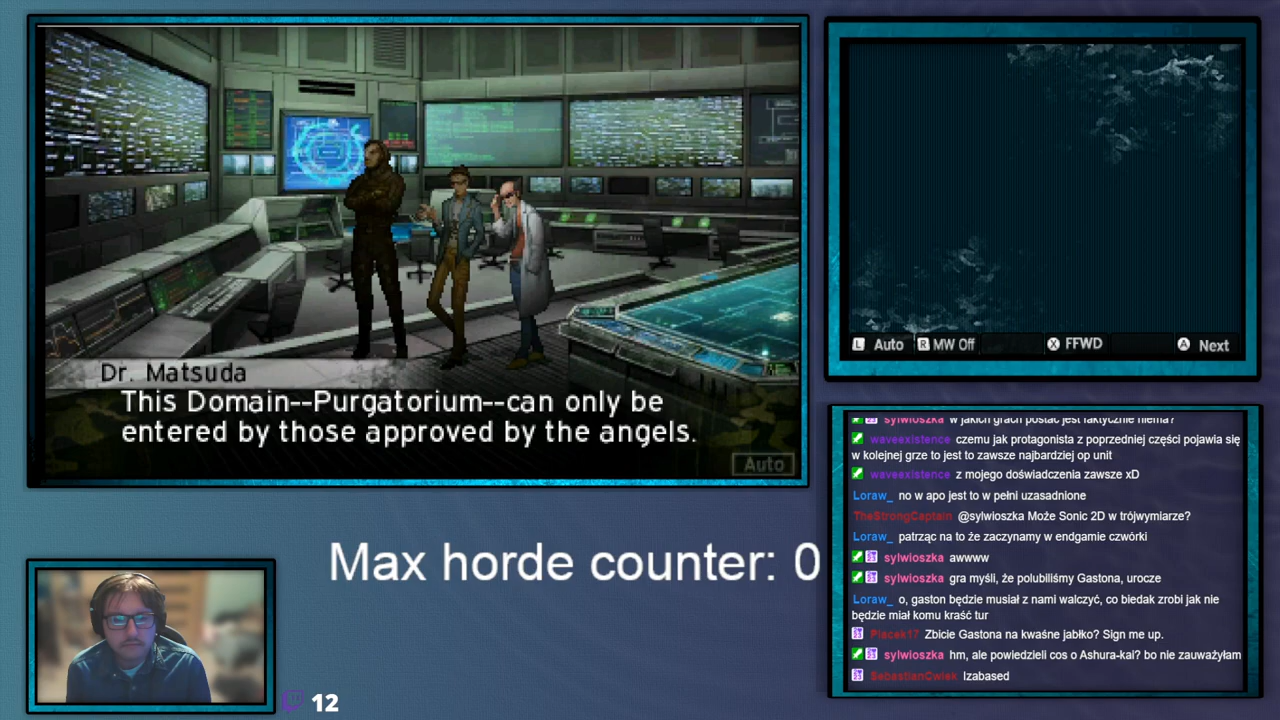 Dr. Matsuda
This Domain--Purgatorium--can only be
entered by those approved by the angels.
Auto
L Auto R MW Off X FFWD A Next
Max horde counter: 0
12
sylwioszka w jakich grach postać jest faktycznie niema?
waveexistence czemu jak protagonista z poprzedniej części pojawia się
w kolejnej grze to jest to zawsze najbardziej op unit
waveexistence z mojego doświadczenia zawsze xD
Loraw_ no w apo jest to w pełni uzasadnione
TheStrongCaptain @sylwioszka Może Sonic 2D w trójwymiarze?
Loraw_ patrząc na to że zaczynamy w endgamie czwórki
sylwioszka awwww
sylwioszka gra myśli, że polubiliśmy Gastona, urocze
Loraw_ o, gaston będzie musiał z nami walczyć, co biedak zrobi jak nie
będzie miał komu kraść tur
Placek17 Zbicie Gastona na kwaśne jabłko? Sign me up.
sylwioszka hm, ale powiedzieli cos o Ashura-kai? bo nie zauważyłam
SebastianCwiek Izabased